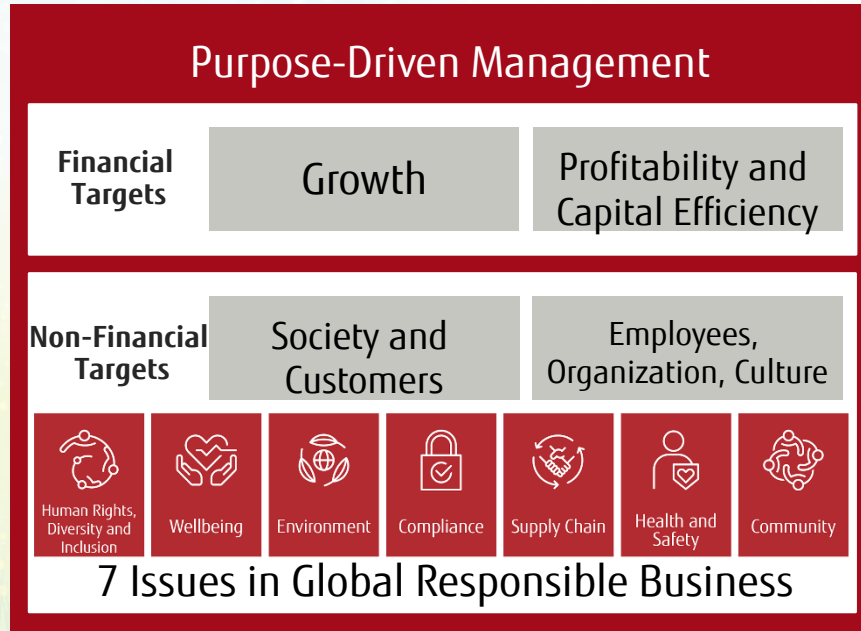 Purpose-Driven Management
Financial
Targets
Growth
Profitability and
Capital Efficiency
Non-Financial
Targets
Society and
Customers
Employees,
Organization, Culture
Human Rights,
Diversity and
Inclusion
Wellbeing
Environment
Compliance
Supply Chain
Health and
Safety
Community
7 Issues in Global Responsible Business